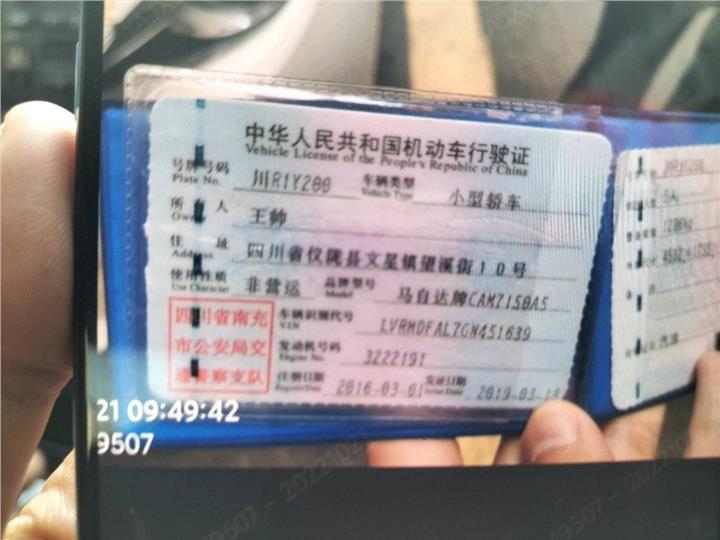 中华人民共和国机动车行驶证
Vehicle License of the People's Republic of China
号牌号码 川R1Y200 车辆类型 小型轿车
Plate No. Vehicle Type
所有人 王帅
Owner
住址 四川省仪陇县文星镇望溪街10号
Address
使用性质 非营运 品牌型号 马自达牌CAM7150A5
Use Character Model
四川省南充
市公安局交
通警察支队
车辆识别代号 LVRHDFAL7GN451639
VIN
发动机号码 3222191
Engine No.
注册日期 2016-03-01 发证日期 2019-03-14
Register Date Issue Date
21 09:49:42
9507